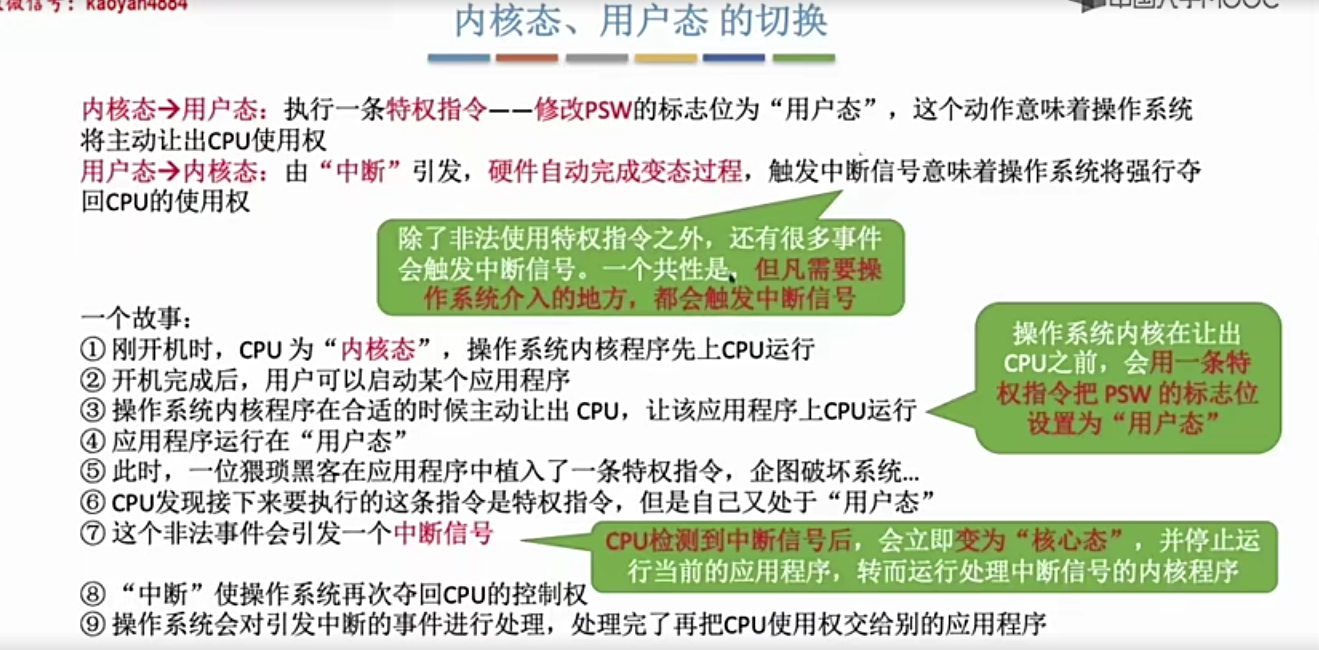 微信号：kaoyan4884
中国大学MOOC
内核态、用户态 的切换
内核态→用户态：执行一条特权指令——修改PSW的标志位为“用户态”，这个动作意味着操作系统
将主动让出CPU使用权
用户态→内核态：由“中断”引发，硬件自动完成变态过程，触发中断信号意味着操作系统将强行夺
回CPU的使用权
除了非法使用特权指令之外，还有很多事件
会触发中断信号。一个共性是，但凡需要操
作系统介入的地方，都会触发中断信号
一个故事：
① 刚开机时，CPU 为“内核态”，操作系统内核程序先上CPU运行
② 开机完成后，用户可以启动某个应用程序
③ 操作系统内核程序在合适的时候主动让出 CPU，让该应用程序上CPU运行
操作系统内核在让出
CPU之前，会用一条特
权指令把 PSW 的标志位
设置为“用户态”
④ 应用程序运行在“用户态”
⑤ 此时，一位猥琐黑客在应用程序中植入了一条特权指令，企图破坏系统...
⑥ CPU发现接下来要执行的这条指令是特权指令，但是自己又处于“用户态”
⑦ 这个非法事件会引发一个中断信号
CPU检测到中断信号后，会立即变为“核心态”，并停止运
行当前的应用程序，转而运行处理中断信号的内核程序
⑧ “中断”使操作系统再次夺回CPU的控制权
⑨ 操作系统会对引发中断的事件进行处理，处理完了再把CPU使用权交给别的应用程序